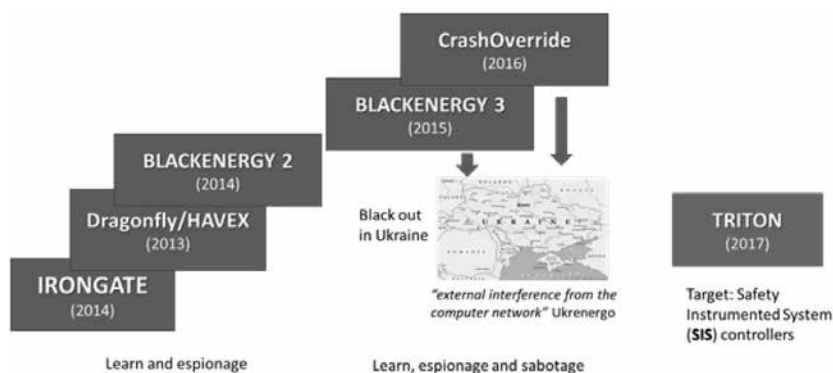 CrashOverride
(2016)
BLACKENERGY 3
(2015)
BLACKENERGY 2
(2014)
Dragonfly/HAVEX
(2013)
IRONGATE
(2014)
Black out
in Ukraine
UKRAINE
"external interference from the
computer network" Ukrenergo
TRITON
(2017)
Target: Safety
Instrumented System
(SIS) controllers
Learn and espionage
Learn, espionage and sabotage